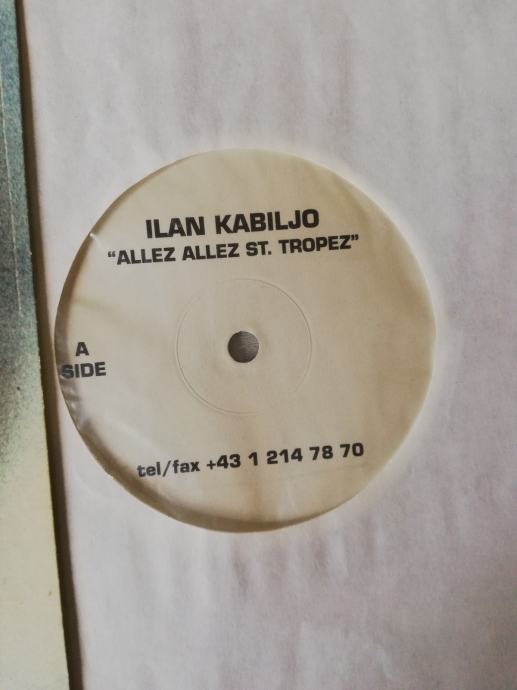 ILAN KABILJO
“ALLEZ ALLEZ ST. TROPEZ”
A
SIDE
tel/fax +43 1 214 78 70